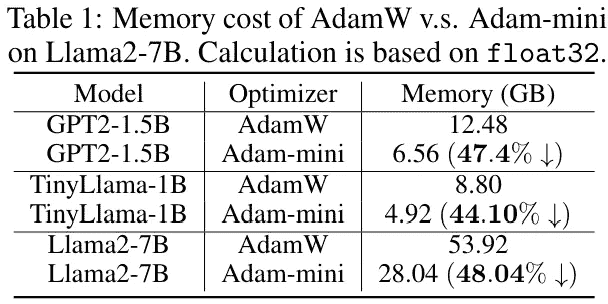 Table 1: Memory cost of AdamW v.s. Adam-mini
on Llama2-7B. Calculation is based on float32.
Model Optimizer Memory (GB)
GPT2-1.5B AdamW 12.48
GPT2-1.5B Adam-mini 6.56 (47.4% ↓)
TinyLlama-1B AdamW 8.80
TinyLlama-1B Adam-mini 4.92 (44.10% ↓)
Llama2-7B AdamW 53.92
Llama2-7B Adam-mini 28.04 (48.04% ↓)